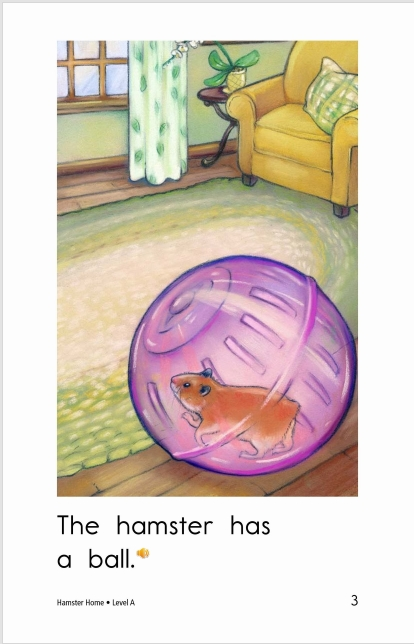 The hamster has
a ball.
Hamster Home • Level A
3